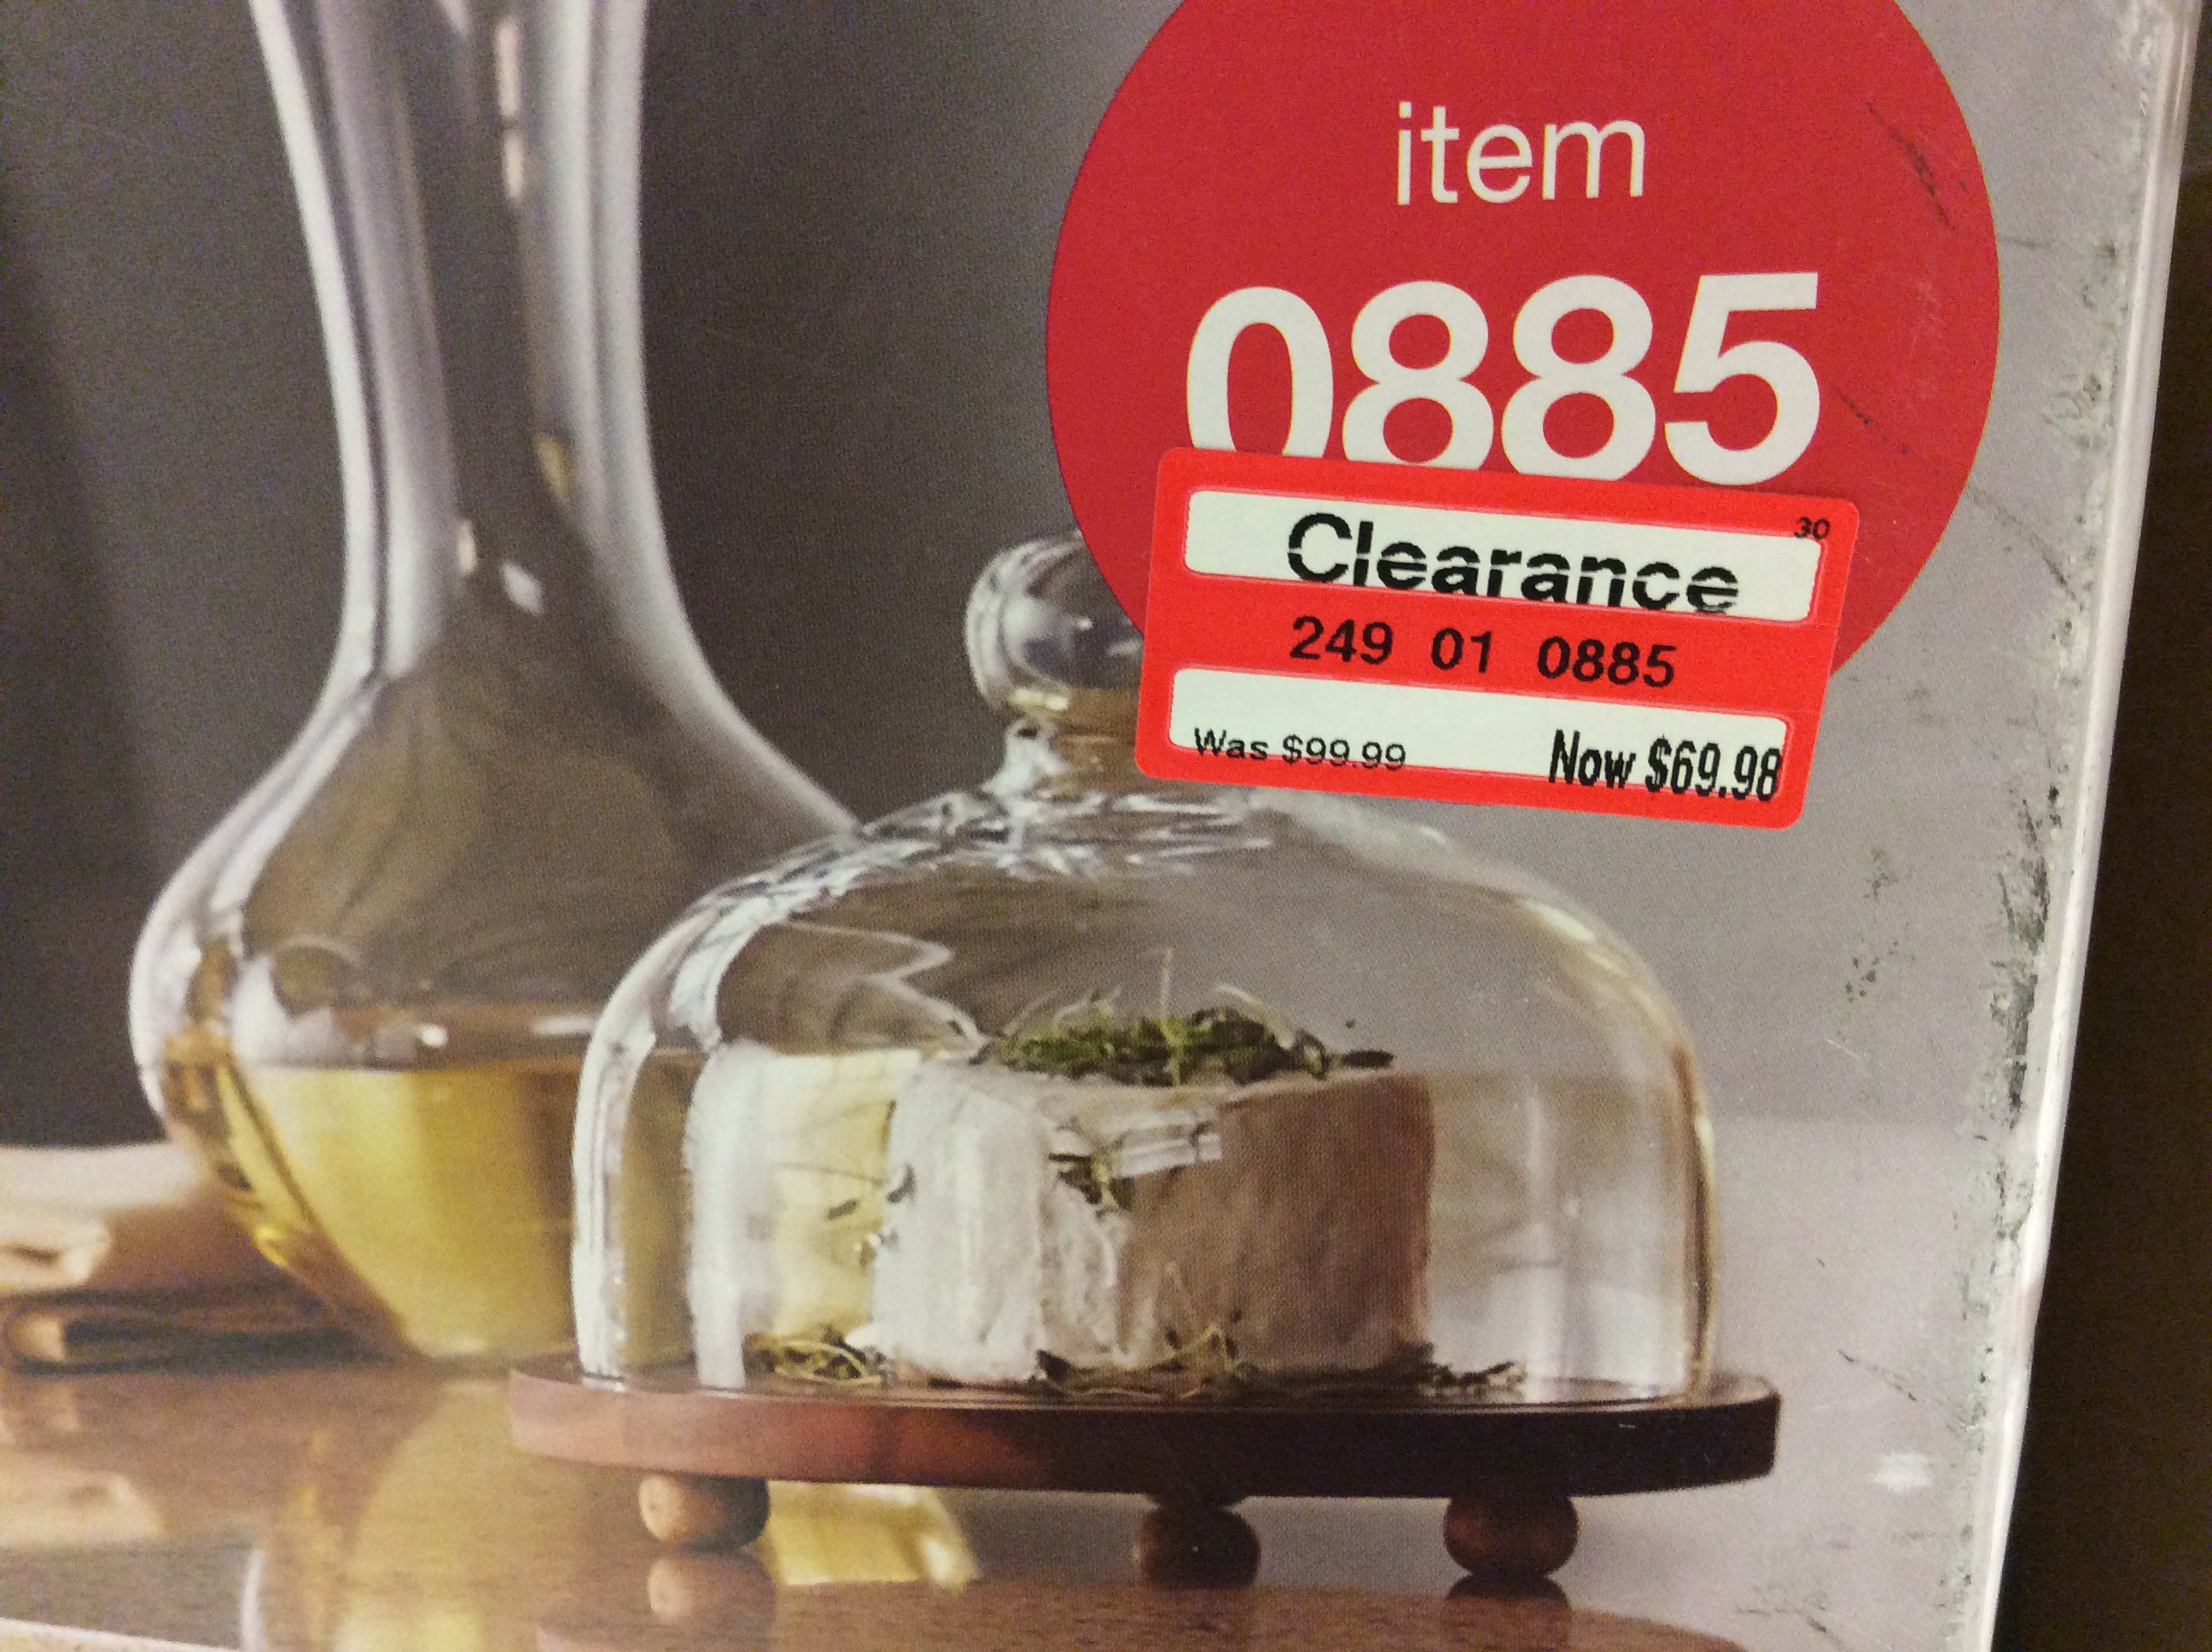 item
0885
Clearance 30
249 01 0885
Was $99.99 Now $69.98